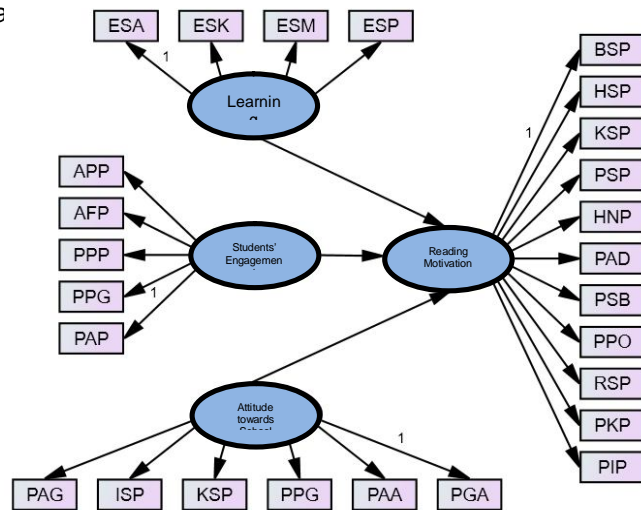 ESA ESK ESM ESP
1
Learnin
BSP
HSP
1
KSP
PSP
HNP
PAD
PSB
PPO
RSP
PKP
PIP
APP
AFP
PPP
PPG
1
PAP
Students'
Engagemen
Reading
Motivation
Attitude
towards
1
PAG ISP KSP PPG PAA PGA